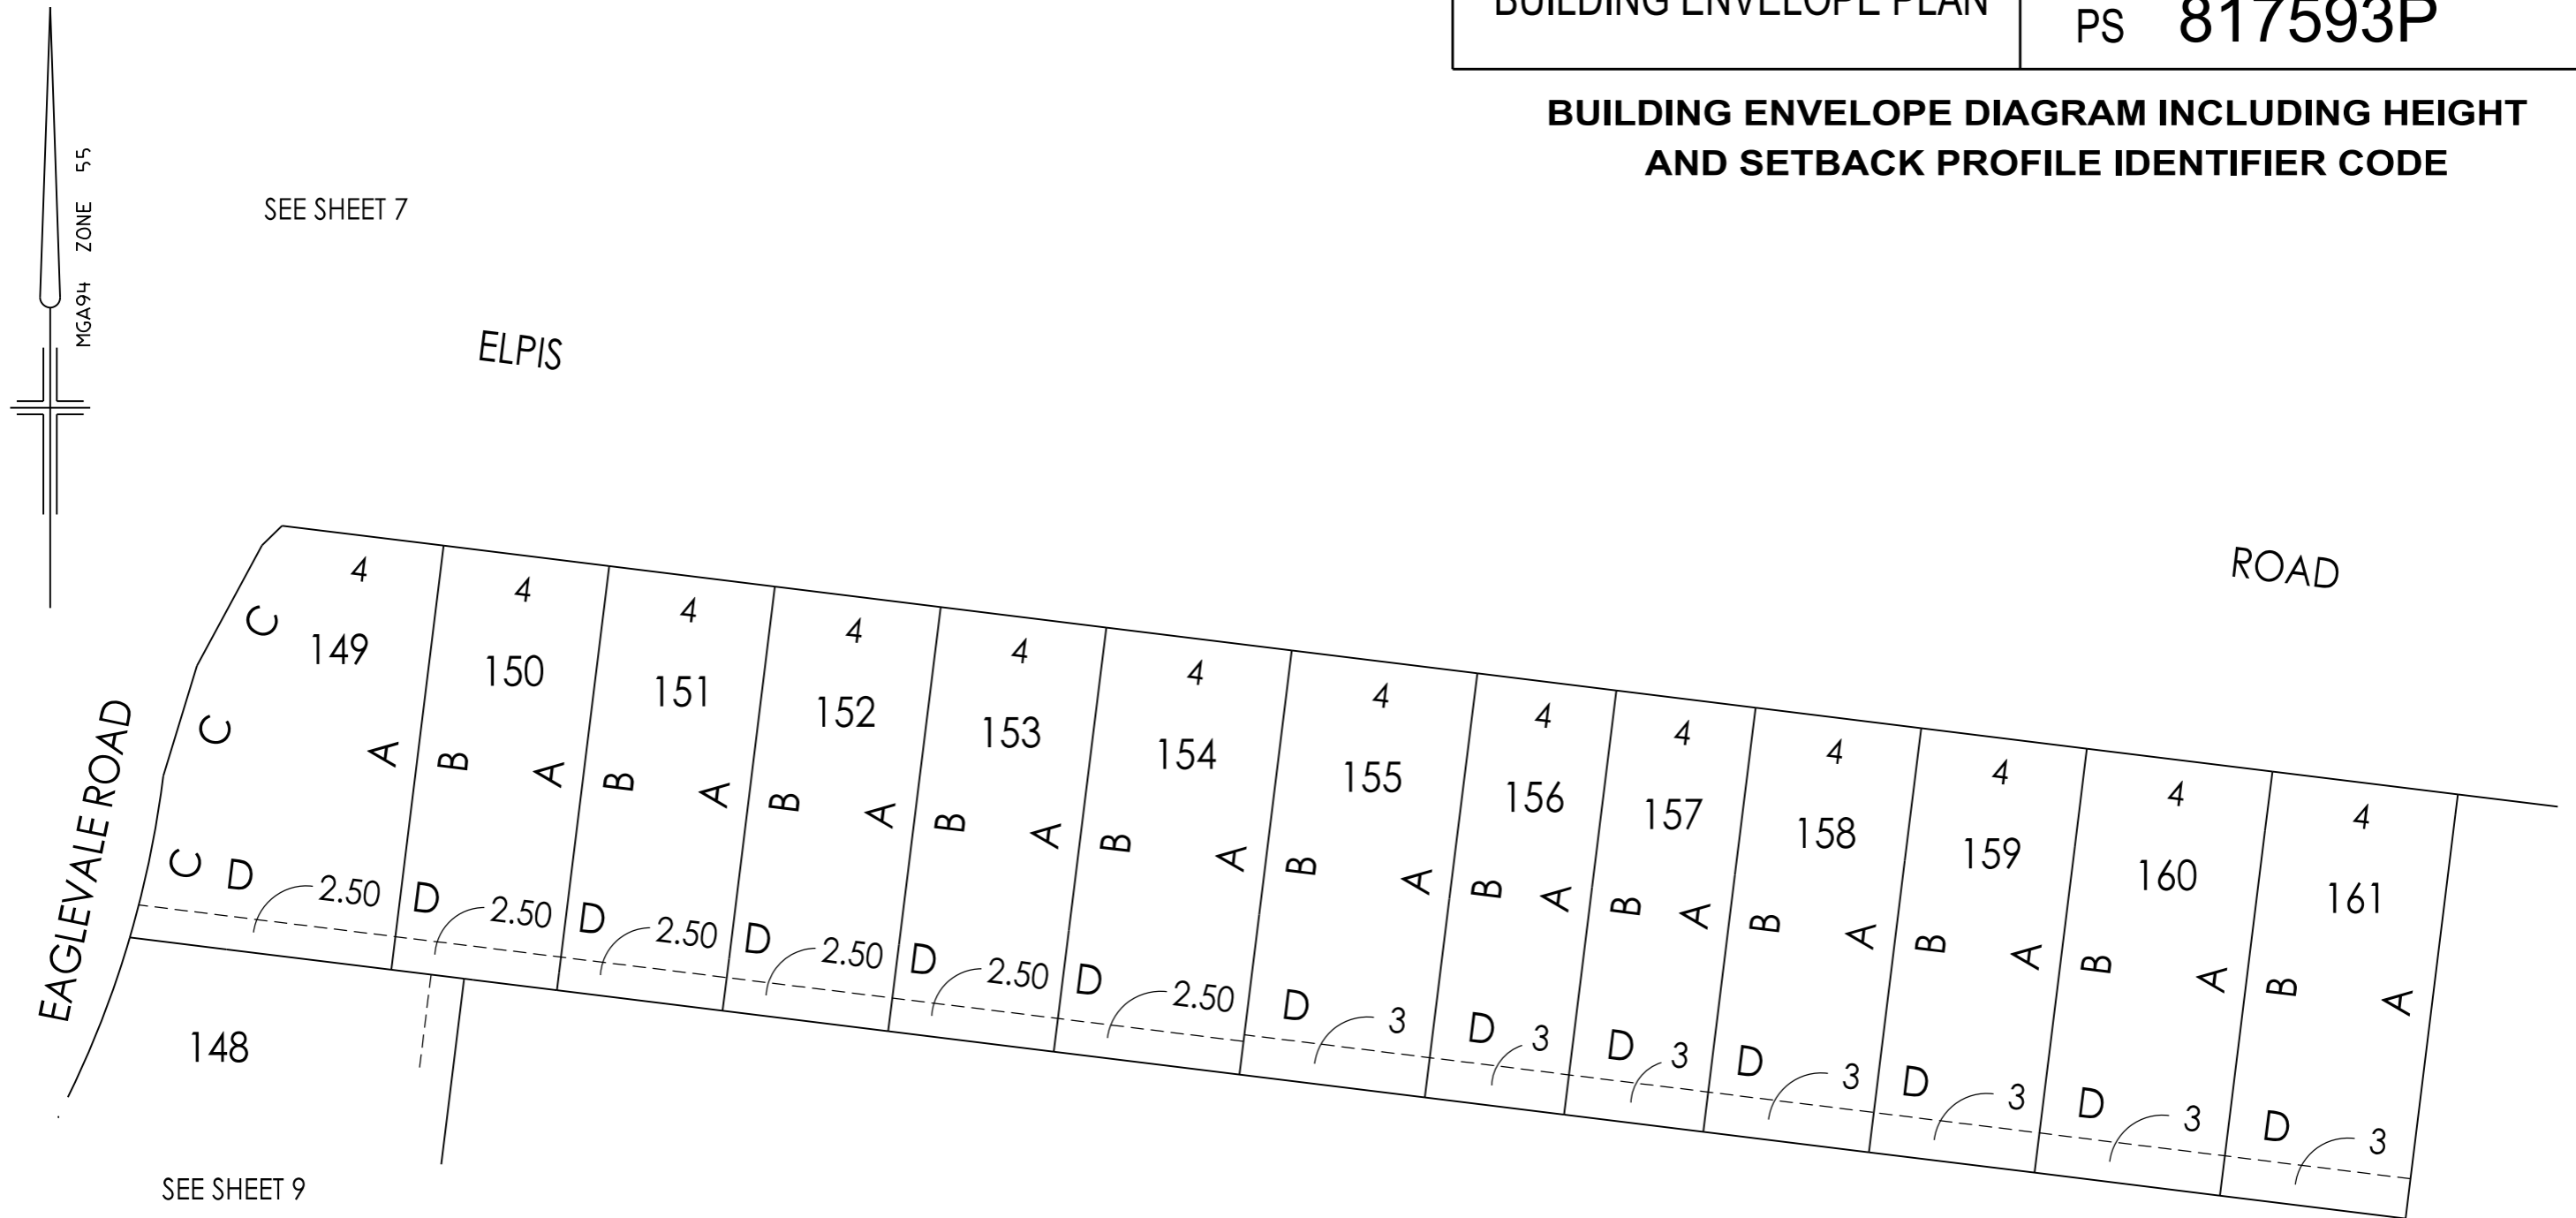 BUILDING ENVELOPE PLAN
PS 817593P
BUILDING ENVELOPE DIAGRAM INCLUDING HEIGHT
AND SETBACK PROFILE IDENTIFIER CODE
MGA94 ZONE 55
SEE SHEET 7
ELPIS
ROAD
EAGLEVALE ROAD
4
C
149
C
A
C
D
2.50
4
150
B
A
D
2.50
4
151
B
A
D
2.50
4
152
B
A
D
2.50
4
153
B
A
D
2.50
4
154
B
A
D
2.50
4
155
B
A
D
3
4
156
B
A
D
3
4
157
B
A
D
3
4
158
B
A
D
3
4
159
B
A
D
3
4
160
B
A
D
3
4
161
B
A
D
3
148
SEE SHEET 9